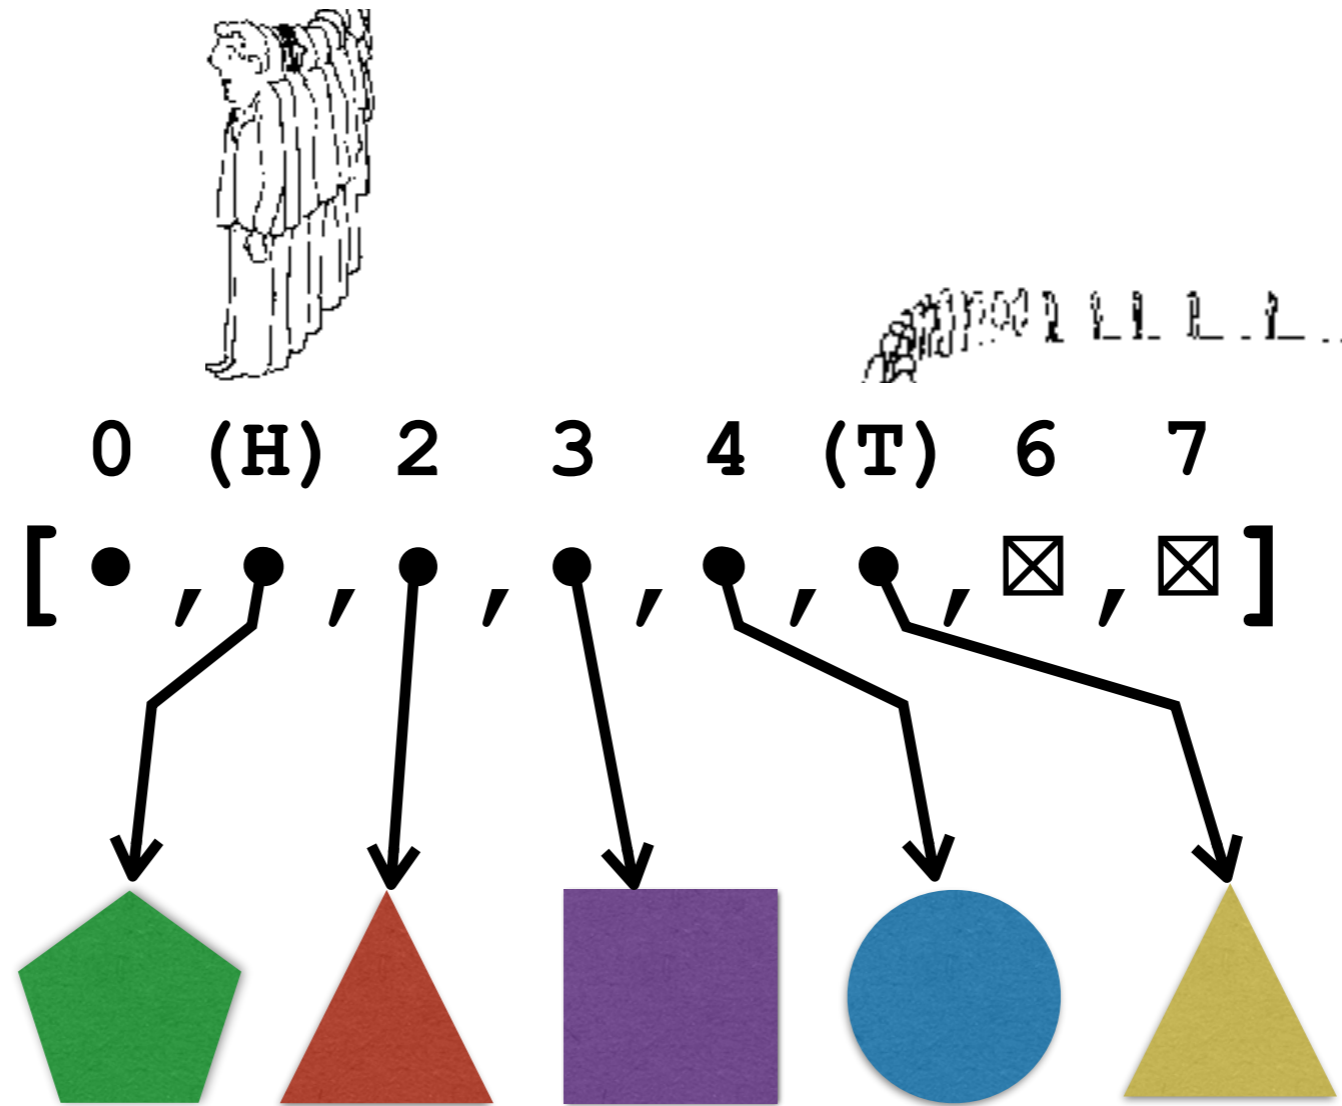 0 (H) 2 3 4 (T) 6 7
[ • , • , • , • , • , • , ☒ , ☒ ]